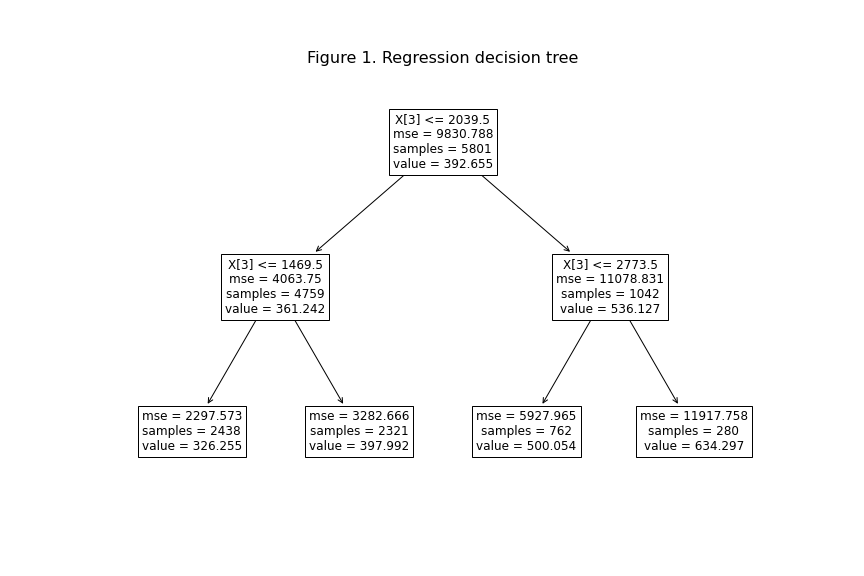 Figure 1. Regression decision tree
X[3] <= 2039.5
mse = 9830.788
samples = 5801
value = 392.655
X[3] <= 1469.5
mse = 4063.75
samples = 4759
value = 361.242
X[3] <= 2773.5
mse = 11078.831
samples = 1042
value = 536.127
mse = 2297.573
samples = 2438
value = 326.255
mse = 3282.666
samples = 2321
value = 397.992
mse = 5927.965
samples = 762
value = 500.054
mse = 11917.758
samples = 280
value = 634.297